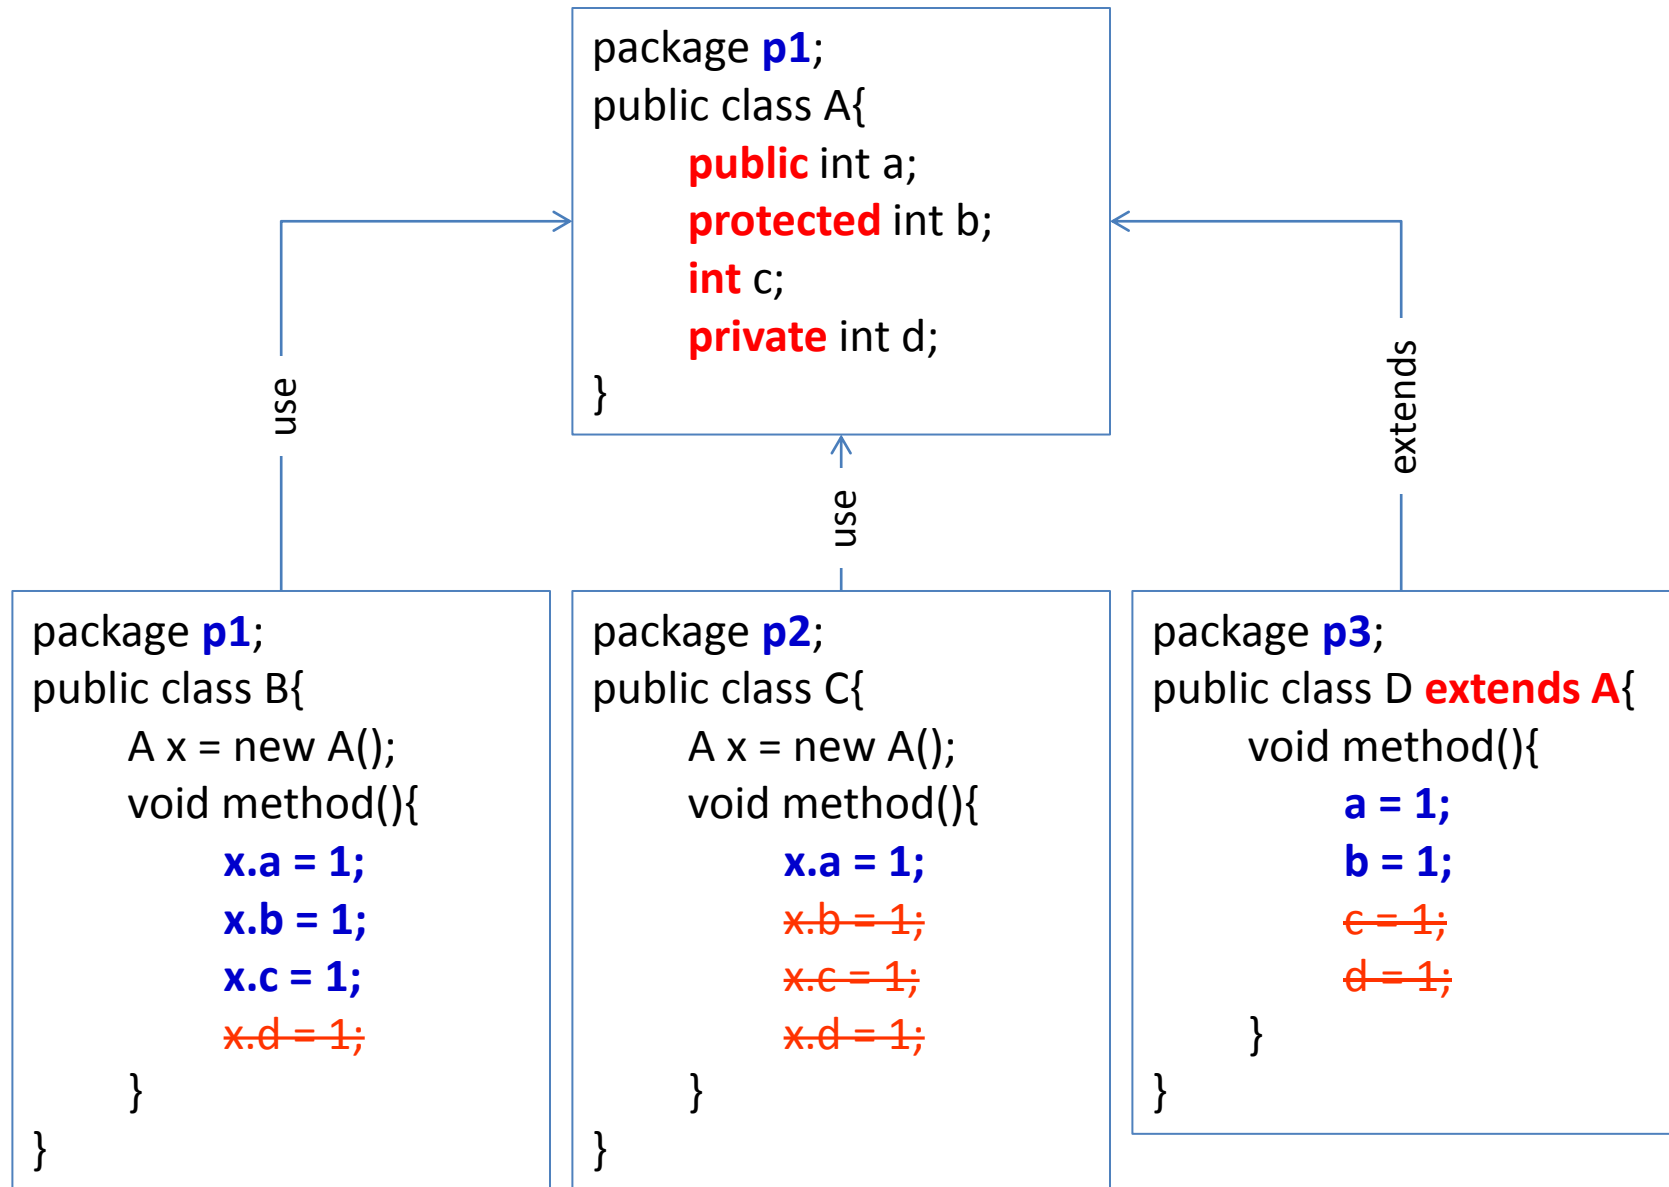 package p1;
public class A{
public int a;
protected int b;
int c;
private int d;
}
use
use
extends
package p1;
public class B{
A x = new A();
void method(){
x.a = 1;
x.b = 1;
x.c = 1;
x.d = 1;
}
}
package p2;
public class C{
A x = new A();
void method(){
x.a = 1;
x.b = 1;
x.c = 1;
x.d = 1;
}
}
package p3;
public class D extends A{
void method(){
a = 1;
b = 1;
c = 1;
d = 1;
}
}